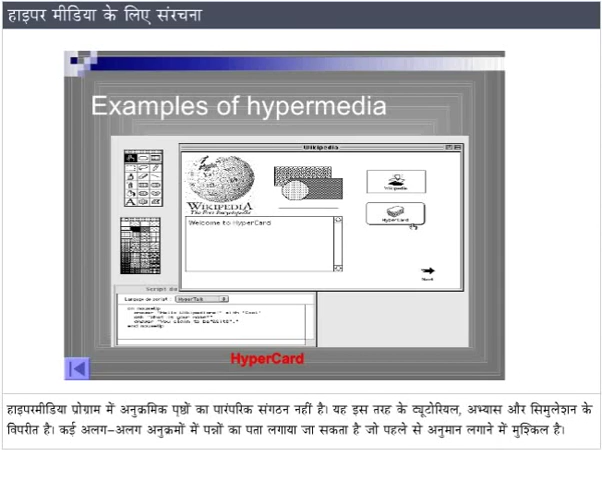 हाइपर मीडिया के लिए संरचना
Examples of hypermedia
Wikipedia
WIKIPEDIA
The Free Encyclopedia
Wikipedia
HyperCard
Welcome to HyperCard
Next
HyperTalk
HyperCard
हाइपरमीडिया प्रोग्राम में अनुक्रमिक पृष्ठों का पारंपरिक संगठन नहीं है। यह इस तरह के ट्यूटोरियल, अभ्यास और सिमुलेशन के
विपरीत है। कई अलग-अलग अनुक्रमों में पन्नों का पता लगाया जा सकता है जो पहले से अनुमान लगाने में मुश्किल है।